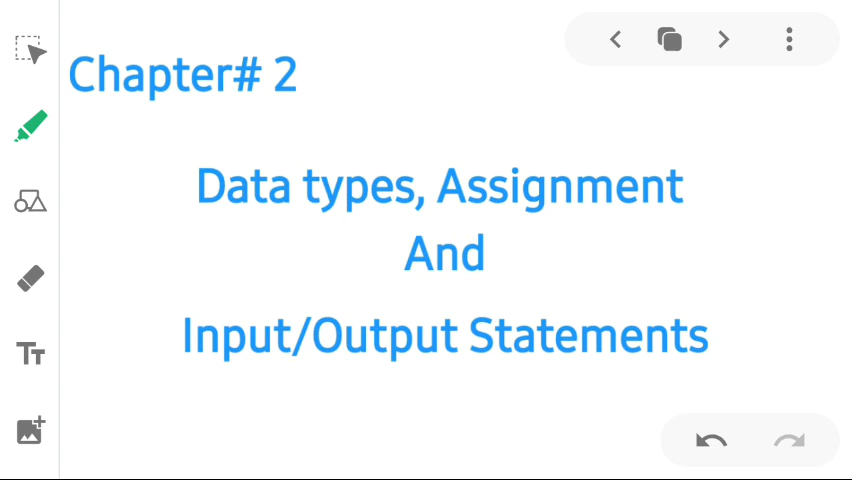 Chapter# 2
Data types, Assignment
And
Input/Output Statements